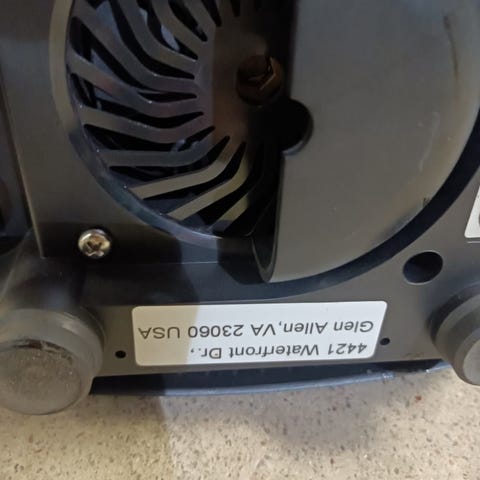 4421 Waterfront Dr.,
Glen Allen,VA 23060 USA